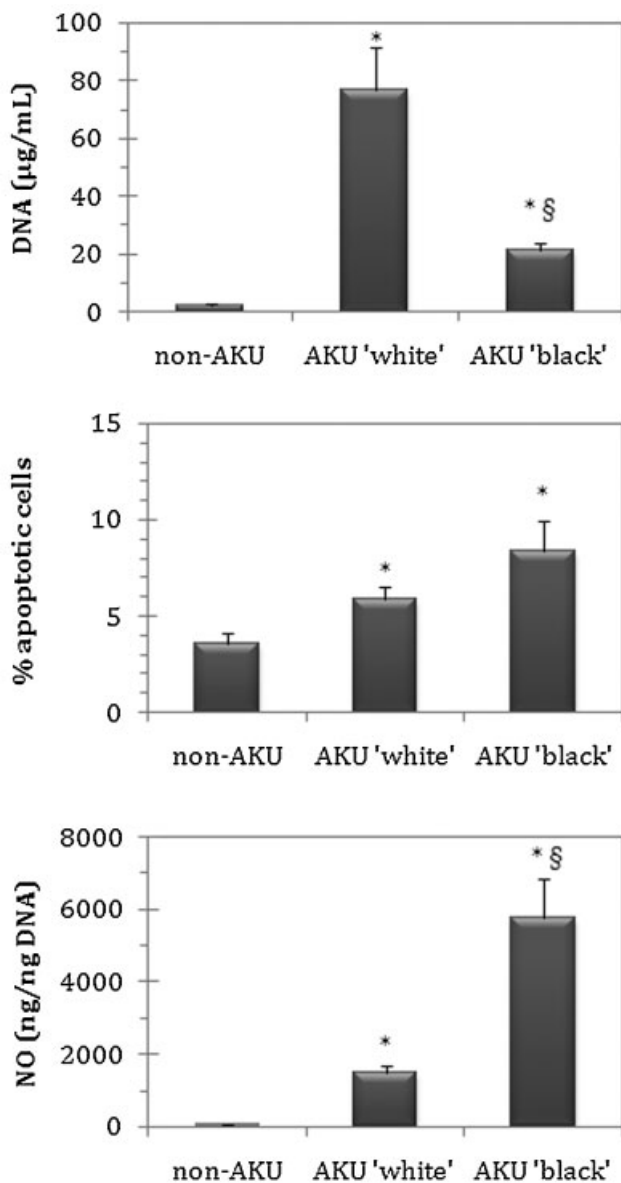 DNA (µg/mL)
100
80
60
40
20
0
*
* §
non-AKU
AKU 'white'
AKU 'black'
% apoptotic cells
15
10
5
0
*
*
non-AKU
AKU 'white'
AKU 'black'
NO (ng/ng DNA)
8000
6000
4000
2000
0
*
* §
non-AKU
AKU 'white'
AKU 'black'